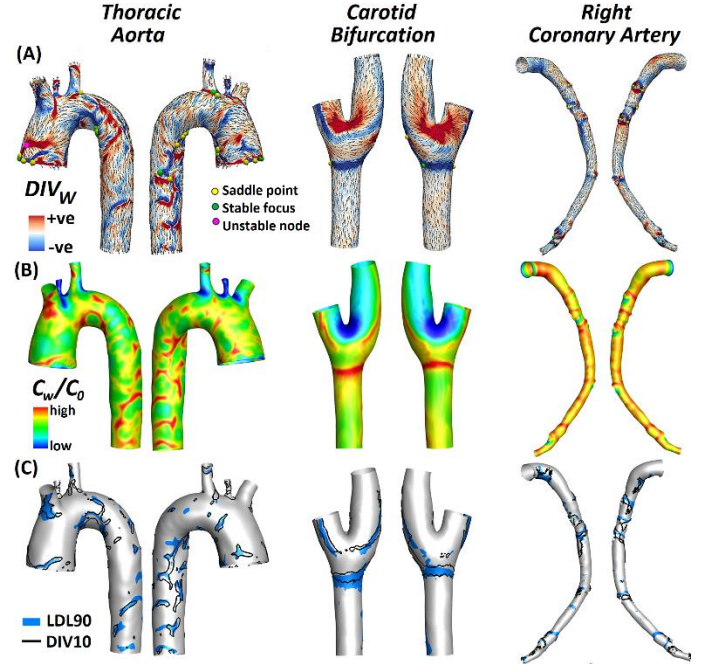 Thoracic
Aorta
Carotid
Bifurcation
Right
Coronary Artery
(A)
DIVW
+ve
-ve
Saddle point
Stable focus
Unstable node
(B)
Cw/C0
high
low
(C)
LDL90
DIV10